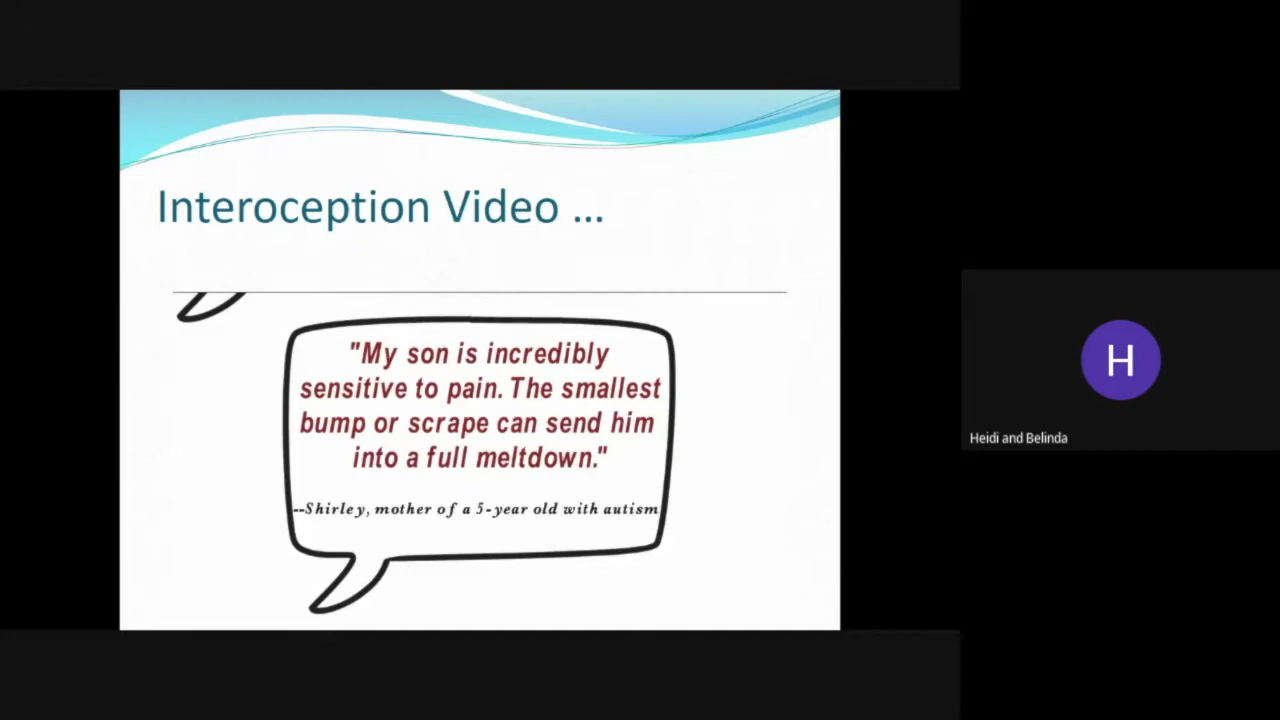 Interoception Video ...
"My son is incredibly
sensitive to pain. The smallest
bump or scrape can send him
into a full meltdown."
--Shirley, mother of a 5-year old with autism
H
Heidi and Belinda